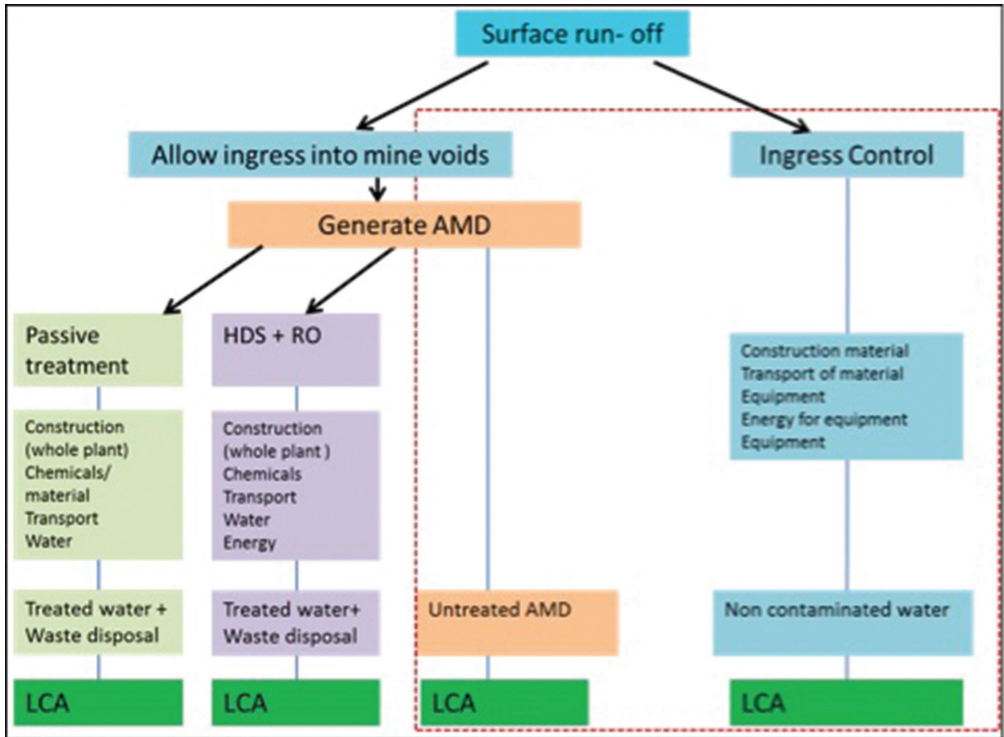 Surface run- off
Allow ingress into mine voids
Ingress Control
Generate AMD
Passive
treatment
HDS + RO
Construction material
Transport of material
Equipment
Energy for equipment
Equipment
Construction
(whole plant)
Chemicals/
material
Transport
Water
Construction
(whole plant )
Chemicals
Transport
Water
Energy
Treated water +
Waste disposal
Treated water+
Waste disposal
Untreated AMD
Non contaminated water
LCA
LCA
LCA
LCA